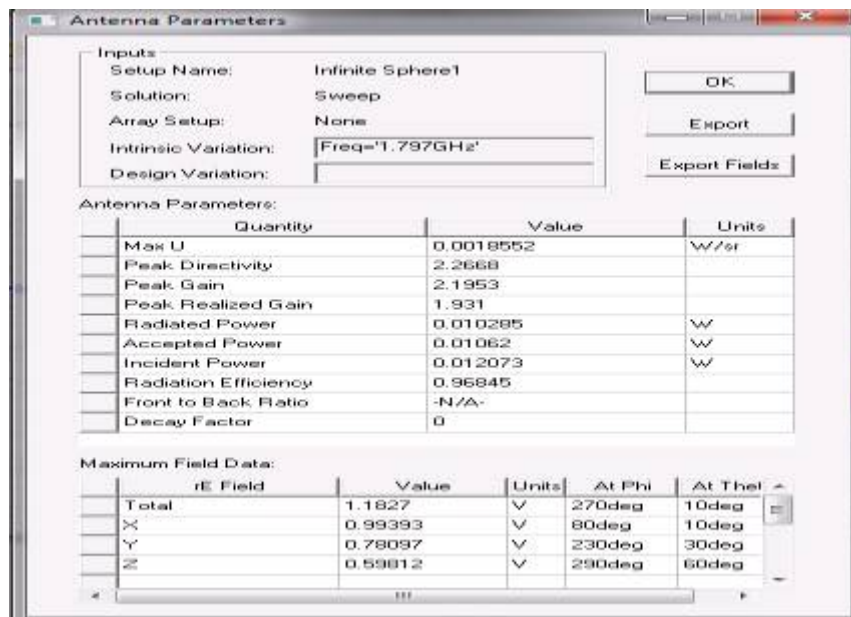 Antenna Parameters
Inputs
Setup Name: Infinite Sphere1
Solution: Sweep
Array Setup: None
Intrinsic Variation: Freq='1.797GHz'
Design Variation:
OK
Export
Export Fields
Antenna Parameters:
Quantity Value Units
Max U 0.0018552 W/sr
Peak Directivity 2.2668
Peak Gain 2.1953
Peak Realized Gain 1.931
Radiated Power 0.010285 W
Accepted Power 0.01062 W
Incident Power 0.012073 W
Radiation Efficiency 0.96845
Front to Back Ratio -N/A-
Decay Factor 0
Maximum Field Data:
rE Field Value Units At Phi At Thet
Total 1.1827 V 270deg 10deg
X 0.99393 V 80deg 10deg
Y 0.78097 V 230deg 30deg
Z 0.59812 V 290deg 60deg